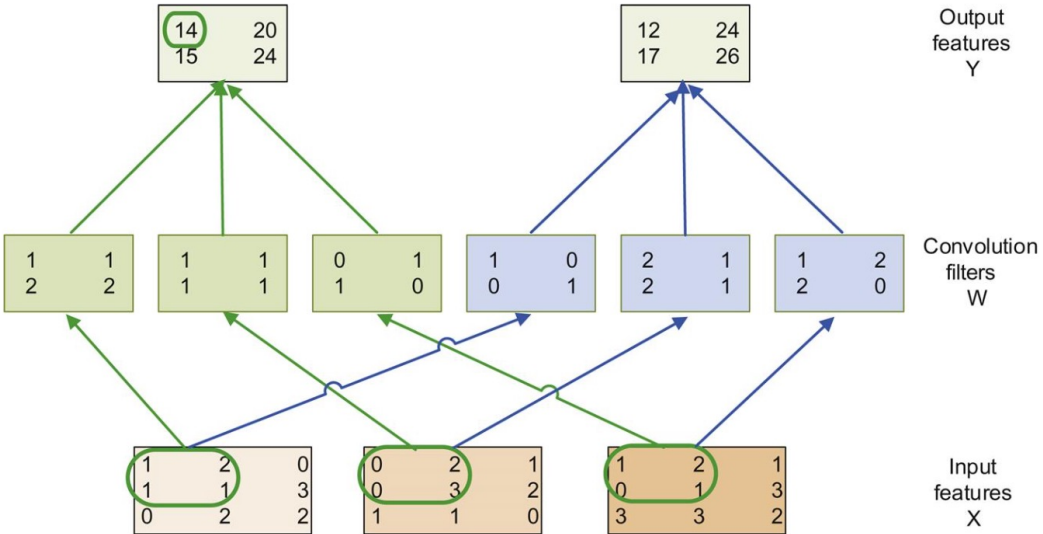 14 20
15 24
12 24
17 26
Output
features
Y
1 1
2 2
1 1
1 1
0 1
1 0
1 0
0 1
2 1
2 1
1 2
2 0
Convolution
filters
W
1 2 0
1 1 3
0 2 2
0 2 1
0 3 2
1 1 0
1 2 1
0 1 3
3 3 2
Input
features
X